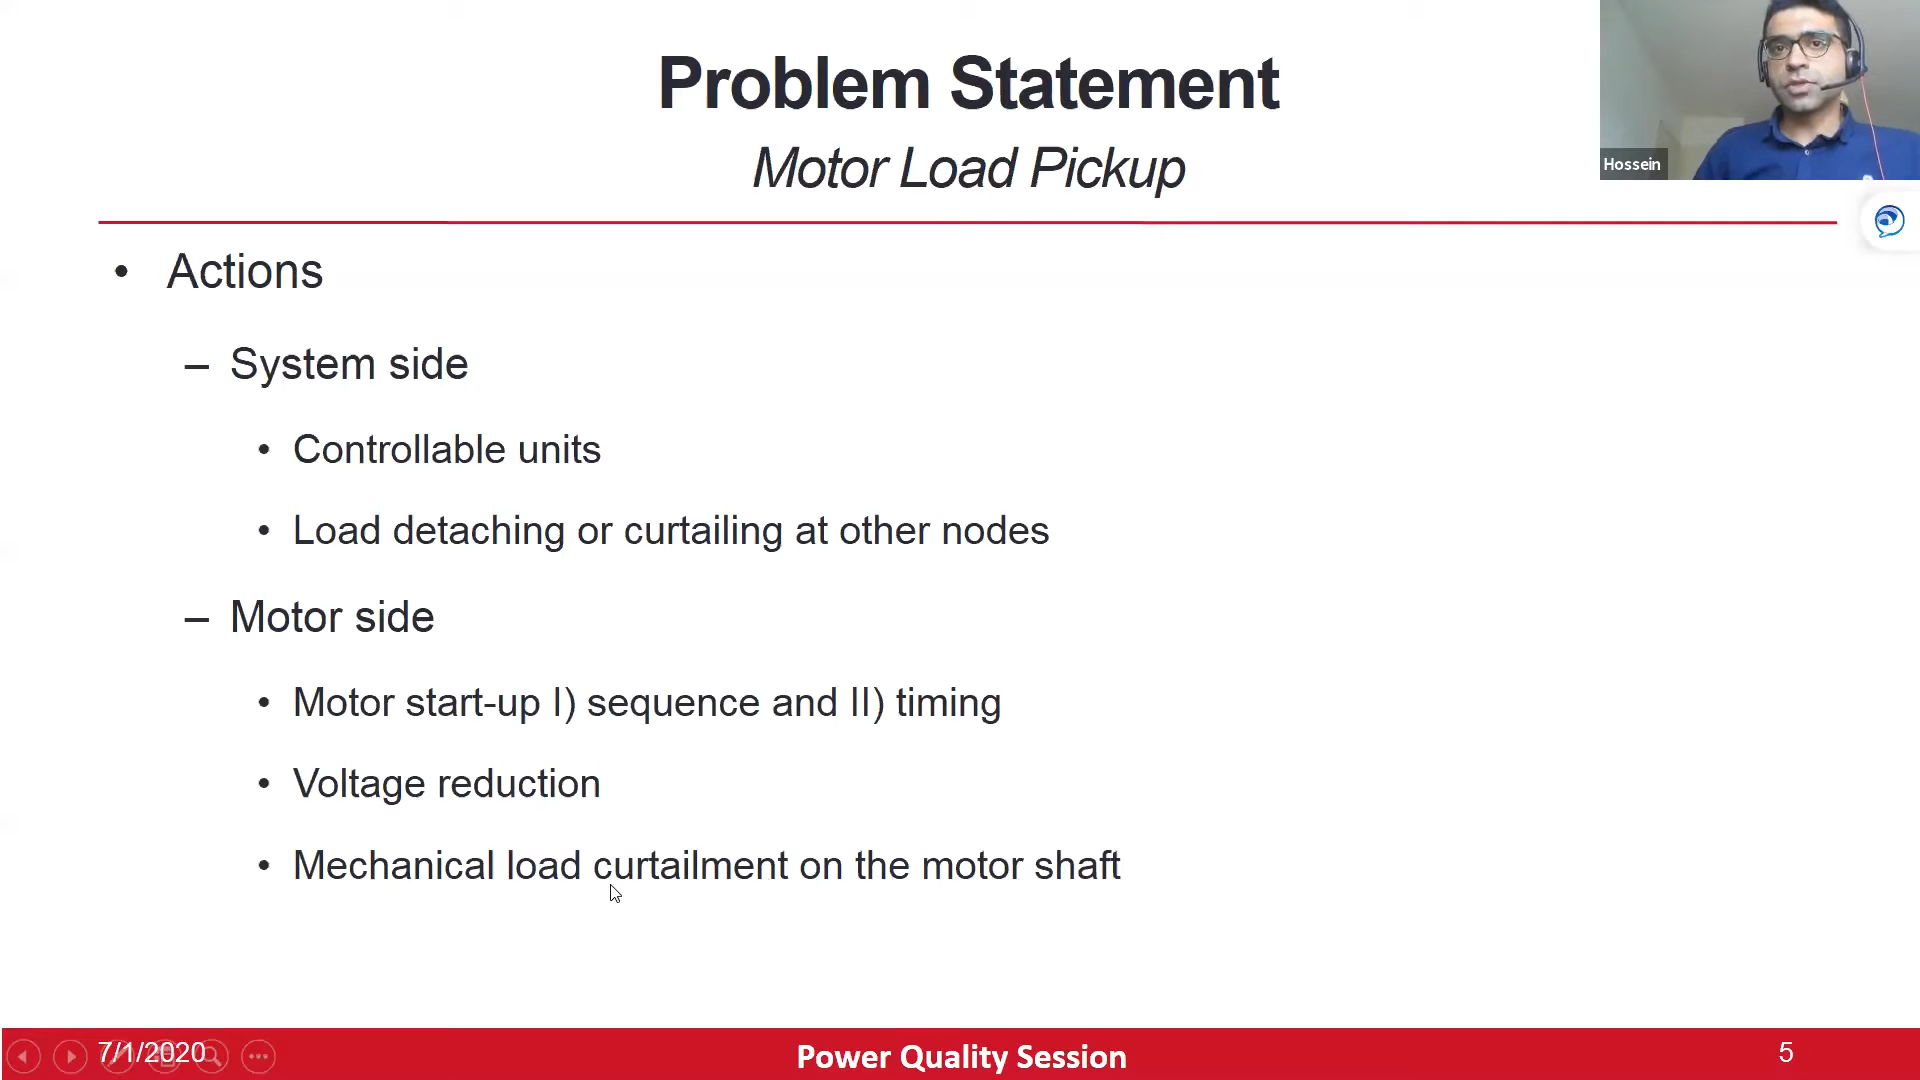 Problem Statement
Motor Load Pickup
Hossein
• Actions
– System side
• Controllable units
• Load detaching or curtailing at other nodes
– Motor side
• Motor start-up I) sequence and II) timing
• Voltage reduction
• Mechanical load curtailment on the motor shaft
7/1/2020
Power Quality Session
5